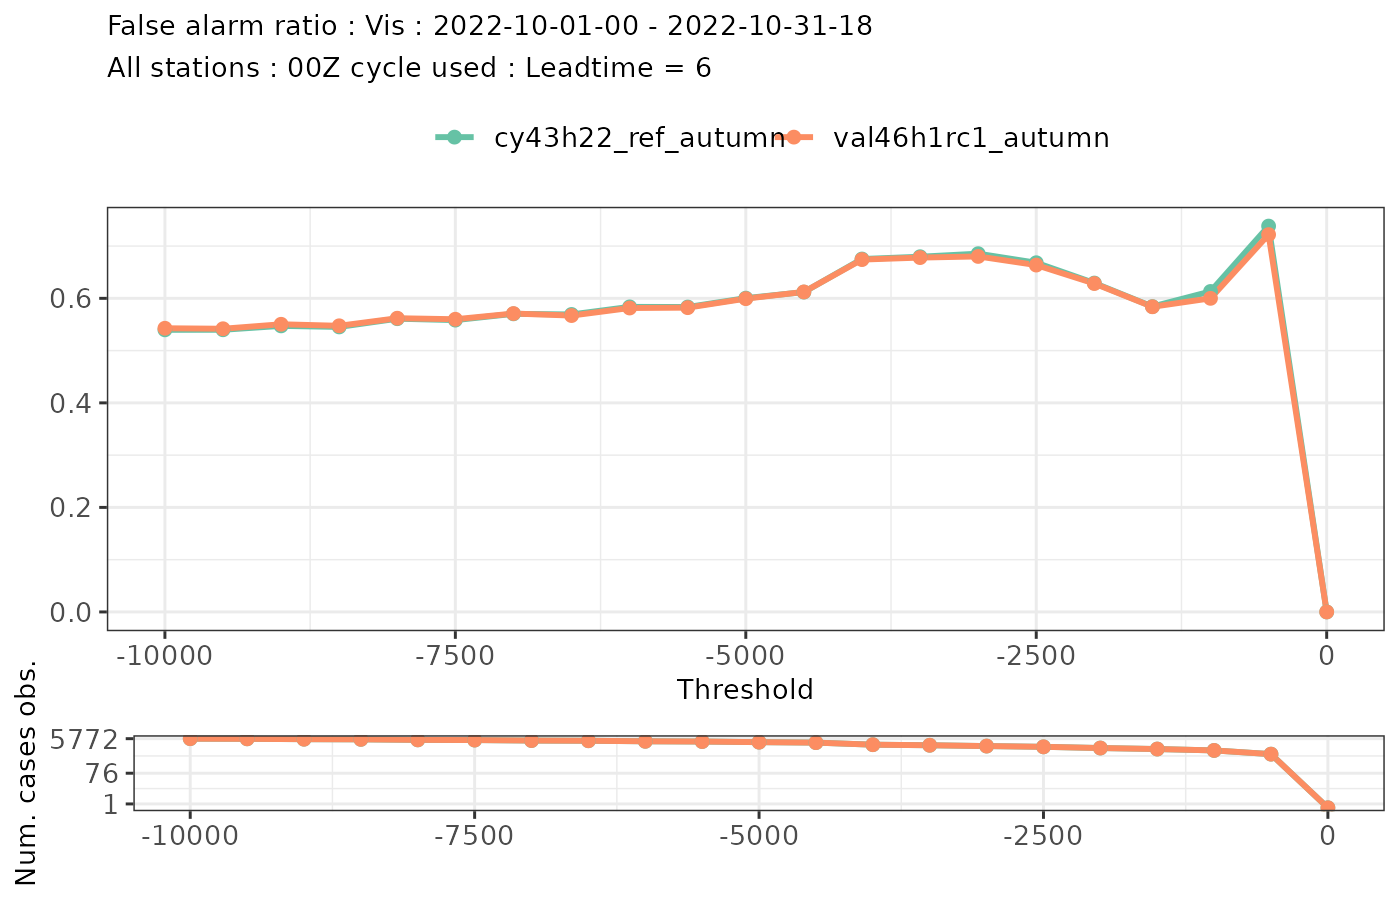 False alarm ratio : Vis : 2022-10-01-00 - 2022-10-31-18
All stations : 00Z cycle used : Leadtime = 6
cy43h22_ref_autumn val46h1rc1_autumn
0.6
0.4
0.2
0.0
-10000 -7500 -5000 -2500 0
Threshold
Num. cases obs.
5772
76
1
-10000 -7500 -5000 -2500 0